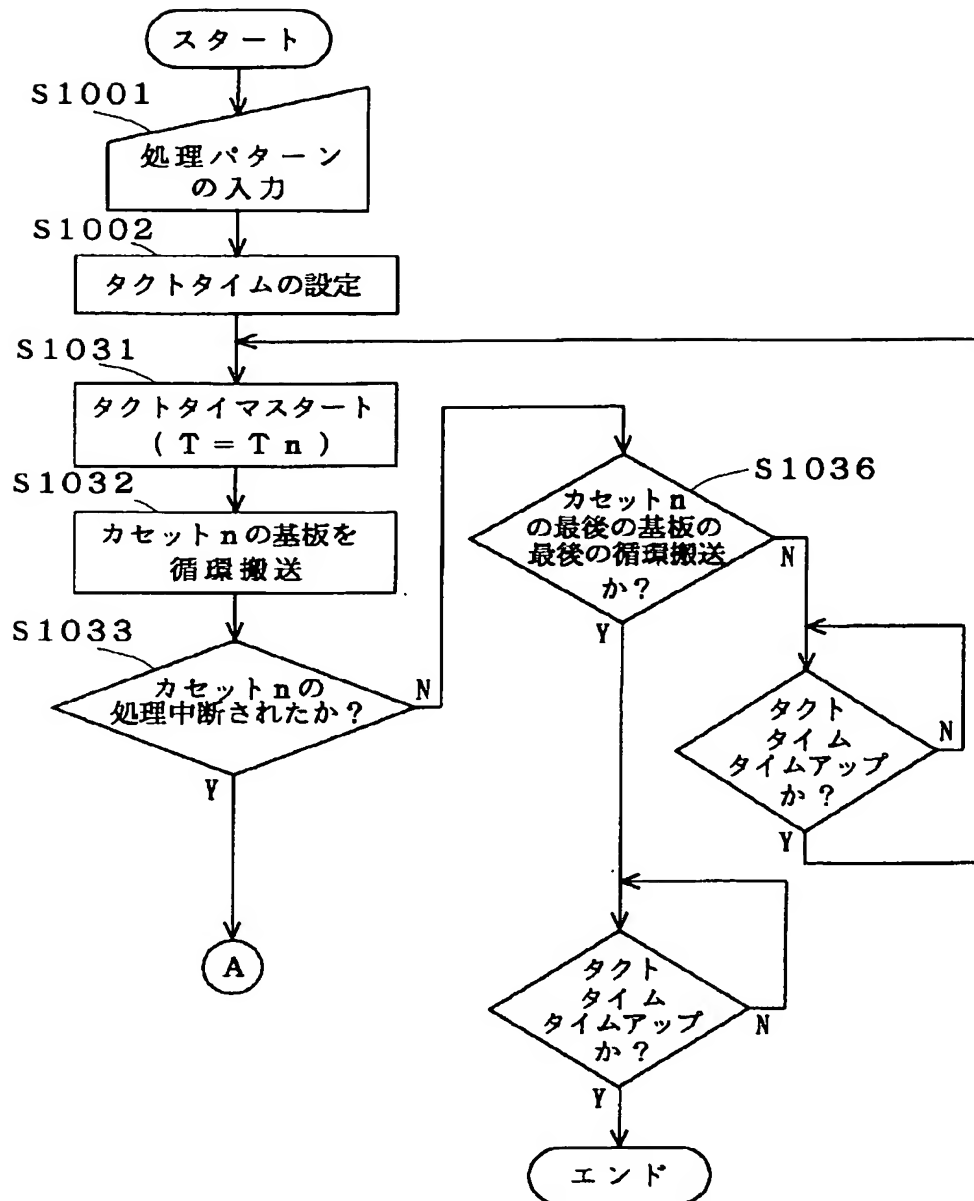 スタート
S1001
処理パターン
の入力
S1002
タクトタイムの設定
S1031
タクトタイマスタート
(T=Tn)
S1032
カセットnの基板を
循環搬送
S1033
カセットnの
処理中断されたか?
N
Y
A
S1036
カセットn
の最後の基板の
最後の循環搬送
か?
N
Y
タクト
タイム
タイムアップ
か?
N
Y
タクト
タイム
タイムアップ
か?
N
Y
エンド